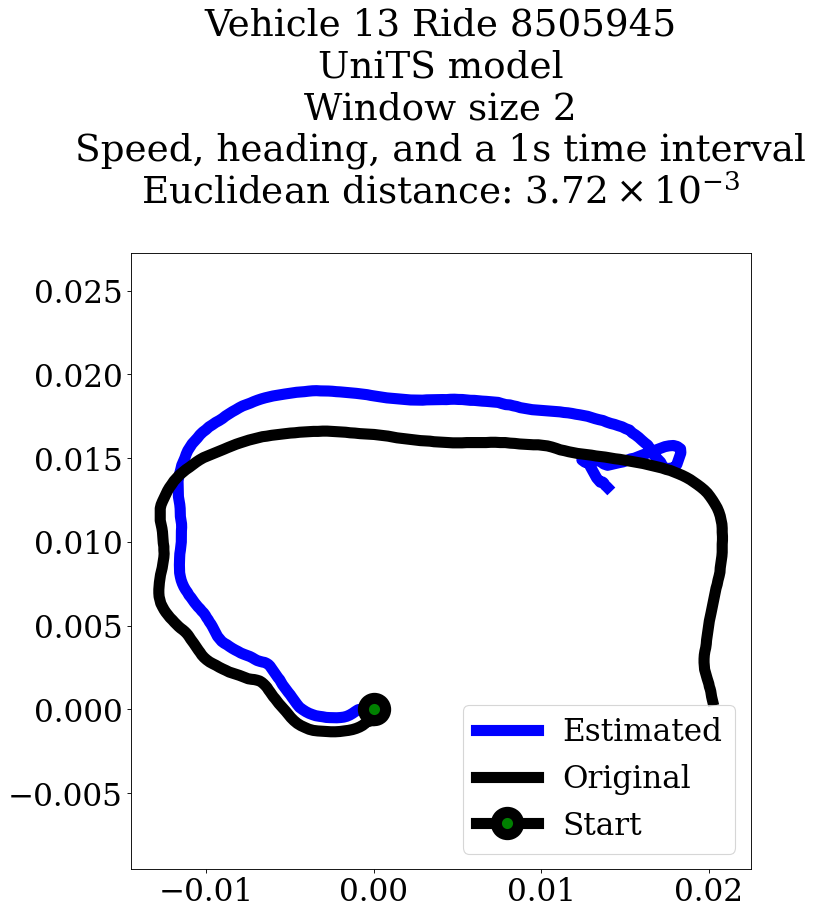 Vehicle 13 Ride 8505945
UniTS model
Window size 2
Speed, heading, and a 1s time interval
Euclidean distance: 3.72 × 10⁻³
0.025
0.020
0.015
0.010
0.005
0.000
−0.005
−0.01 0.00 0.01 0.02
Estimated
Original
Start